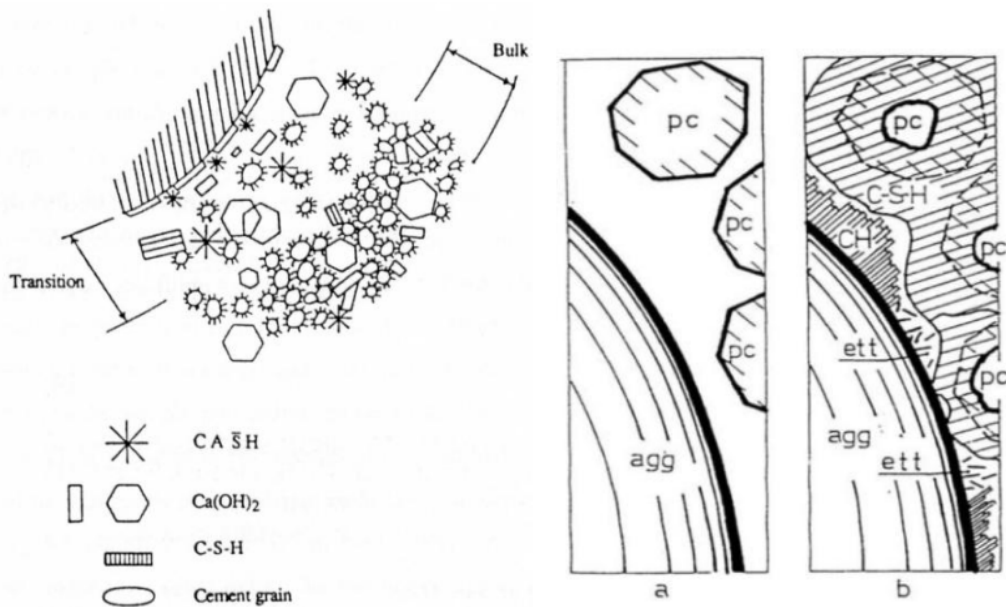 Bulk
Transition
C A S̄ H
Ca(OH)₂
C-S-H
Cement grain
pc
pc
pc
agg
a
pc
C-S-H
CH
pc
ett
pc
agg
ett
b